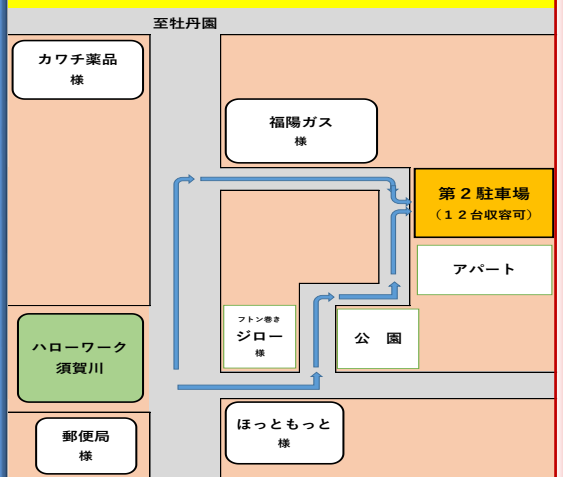 至牡丹園
カワチ薬品
様
福陽ガス
様
第２駐車場
（１２台収容可）
アパート
フトン巻き
ジロー
様
公　園
ハローワーク
須賀川
ほっともっと
様
郵便局
様